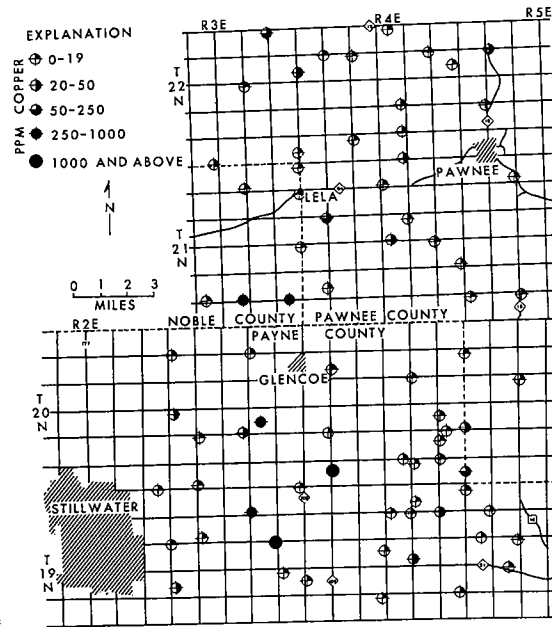 EXPLANATION
0-19
20-50
50-250
250-1000
1000 AND ABOVE
PPM COPPER
N
0 1 2 3
MILES
R3E
R4E
R5E
T
22
N
PAWNEE
LELA
T
21
N
NOBLE COUNTY
PAWNEE COUNTY
PAYNE COUNTY
R2E
GLENCOE
T
20
N
STILLWATER
T
19
N